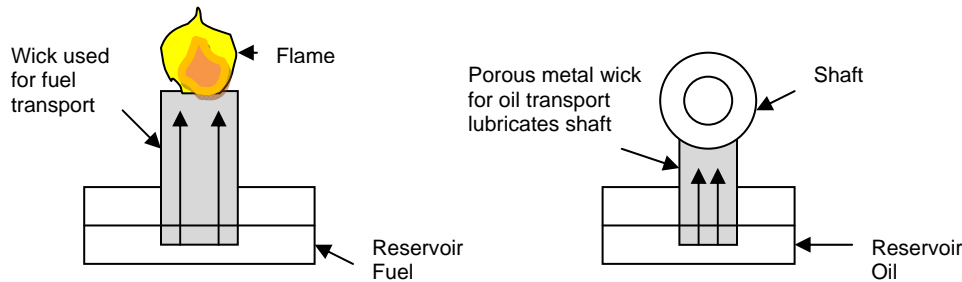 Wick used
for fuel
transport
Flame
Reservoir
Fuel
Porous metal wick
for oil transport
lubricates shaft
Shaft
Reservoir
Oil